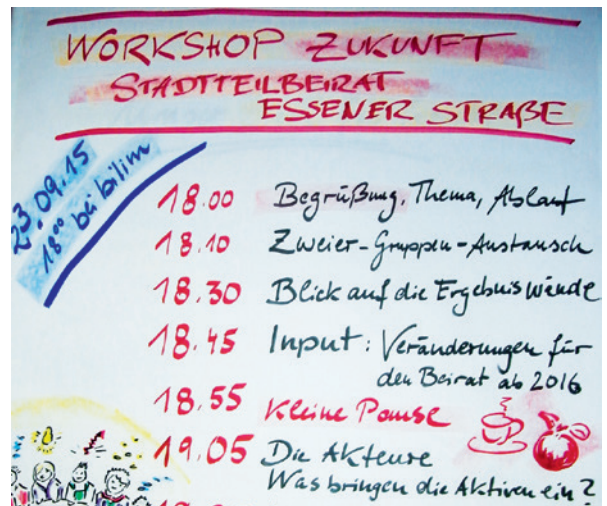 WORKSHOP ZUKUNFT
STADTTEILBEIRAT
ESSENER STRAßE
23.09.15
18⁰⁰ bei bilim
18.00 Begrüßung, Thema, Ablauf
18.10 Zweier-Gruppen-Austausch
18.30 Blick auf die Ergebniswände
18.45 Input: Veränderungen für
den Beirat ab 2016
18.55 Kleine Pause
19.05 Die Akteure
Was bringen die Aktiven ein?